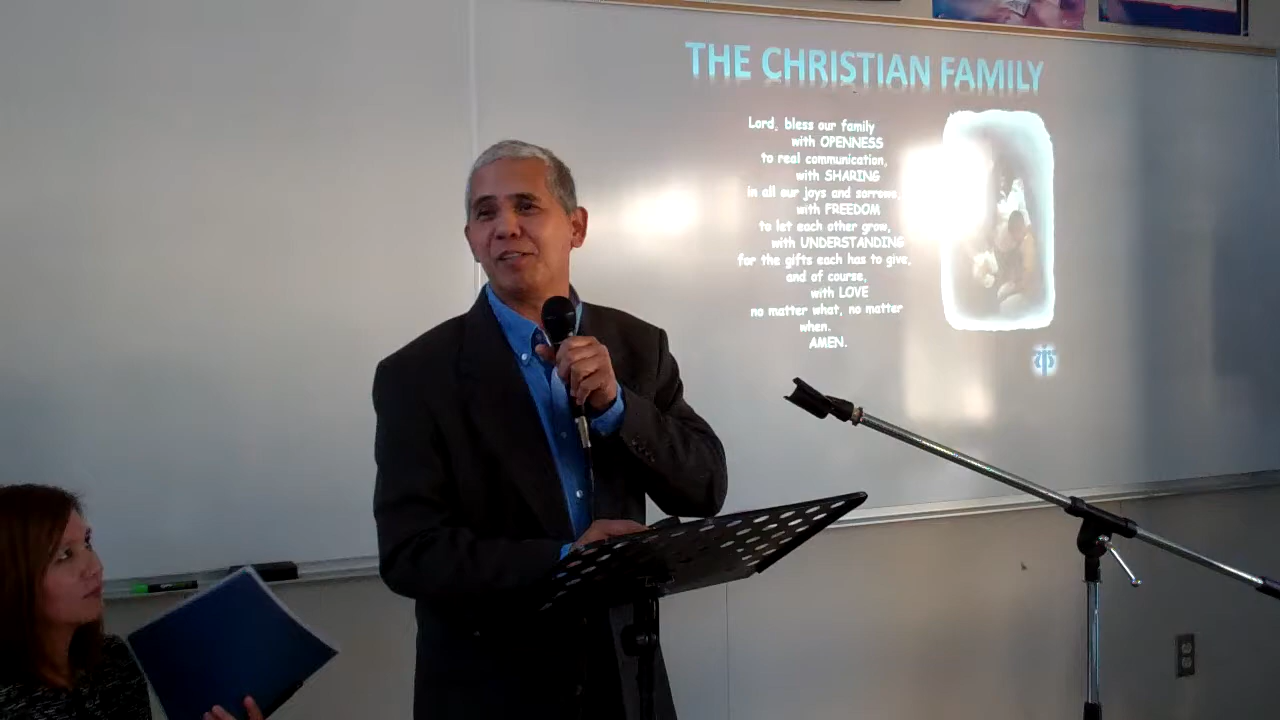 THE CHRISTIAN FAMILY
Lord, bless our family
with OPENNESS
to real communication,
with SHARING
in all our joys and sorrows,
with FREEDOM
to let each other grow,
with UNDERSTANDING
for the gifts each has to give,
and of course,
with LOVE
no matter what, no matter
when.
AMEN.